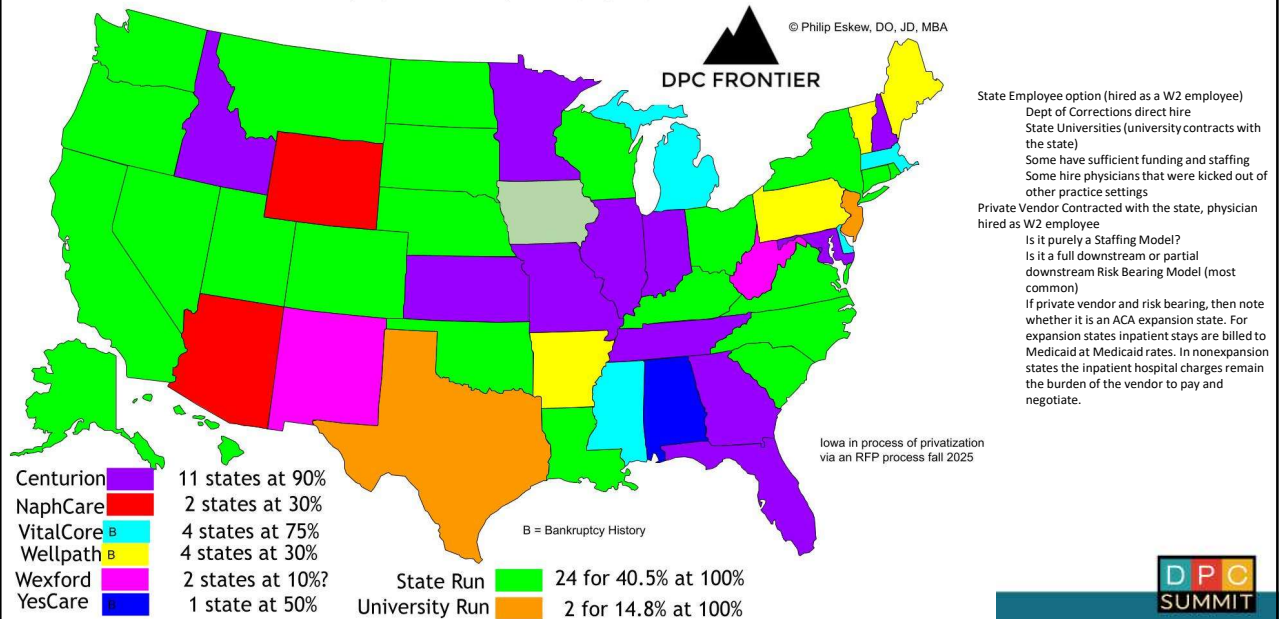 © Philip Eskew, DO, JD, MBA
DPC FRONTIER
State Employee option (hired as a W2 employee)
Dept of Corrections direct hire
State Universities (university contracts with
the state)
Some have sufficient funding and staffing
Some hire physicians that were kicked out of
other practice settings
Private Vendor Contracted with the state, physician
hired as W2 employee
Is it purely a Staffing Model?
Is it a full downstream or partial
downstream Risk Bearing Model (most
common)
If private vendor and risk bearing, then note
whether it is an ACA expansion state. For
expansion states inpatient stays are billed to
Medicaid at Medicaid rates. In nonexpansion
states the inpatient hospital charges remain
the burden of the vendor to pay and
negotiate.
Iowa in process of privatization
via an RFP process fall 2025
Centurion 11 states at 90%
NaphCare 2 states at 30%
VitalCore B 4 states at 75%
Wellpath B 4 states at 30%
Wexford 2 states at 10%?
YesCare B 1 state at 50%
B = Bankruptcy History
State Run 24 for 40.5% at 100%
University Run 2 for 14.8% at 100%
DPC
SUMMIT